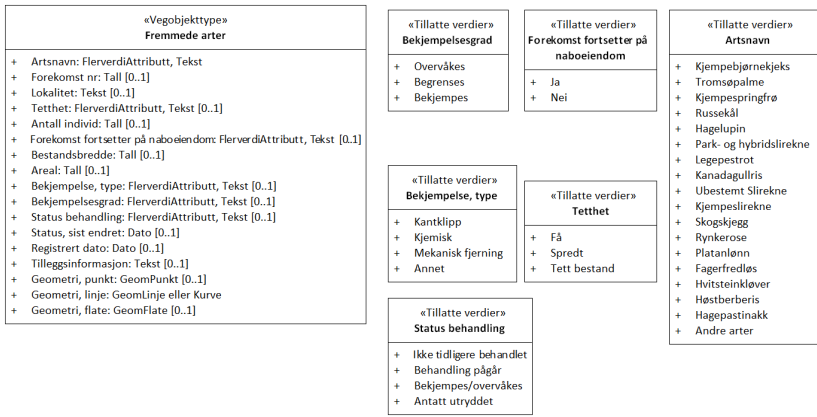 «Vegobjekttype»
Fremmede arter
+ Artsnavn: FlerverdiAttributt, Tekst
+ Forekomst nr: Tall [0..1]
+ Lokalitet: Tekst [0..1]
+ Tetthet: FlerverdiAttributt, Tekst [0..1]
+ Antall individ: Tall [0..1]
+ Forekomst fortsetter på naboeiendom: FlerverdiAttributt, Tekst [0..1]
+ Bestandsbredde: Tall [0..1]
+ Areal: Tall [0..1]
+ Bekjempelse, type: FlerverdiAttributt, Tekst [0..1]
+ Bekjempelsesgrad: FlerverdiAttributt, Tekst [0..1]
+ Status behandling: FlerverdiAttributt, Tekst [0..1]
+ Status, sist endret: Dato [0..1]
+ Registrert dato: Dato [0..1]
+ Tilleggsinformasjon: Tekst [0..1]
+ Geometri, punkt: GeomPunkt [0..1]
+ Geometri, linje: GeomLinje eller Kurve
+ Geometri, flate: GeomFlate [0..1]
«Tillatte verdier»
Bekjempelsesgrad
+ Overvåkes
+ Begrenses
+ Bekjempes
«Tillatte verdier»
Forekomst fortsetter på
naboeiendom
+ Ja
+ Nei
«Tillatte verdier»
Bekjempelse, type
+ Kantklipp
+ Kjemisk
+ Mekanisk fjerning
+ Annet
«Tillatte verdier»
Tetthet
+ Få
+ Spredt
+ Tett bestand
«Tillatte verdier»
Status behandling
+ Ikke tidligere behandlet
+ Behandling pågår
+ Bekjempes/overvåkes
+ Antatt utryddet
«Tillatte verdier»
Artsnavn
+ Kjempebjørnekjeks
+ Tromsøpalme
+ Kjempespringfrø
+ Russekål
+ Hagelupin
+ Park- og hybridslirekne
+ Legepestrot
+ Kanadagullris
+ Ubestemt Slirekne
+ Kjempeslirekne
+ Skogskjegg
+ Rynkerose
+ Platanlønn
+ Fagerfredløs
+ Hvitsteinkløver
+ Høstberberis
+ Hagepastinakk
+ Andre arter